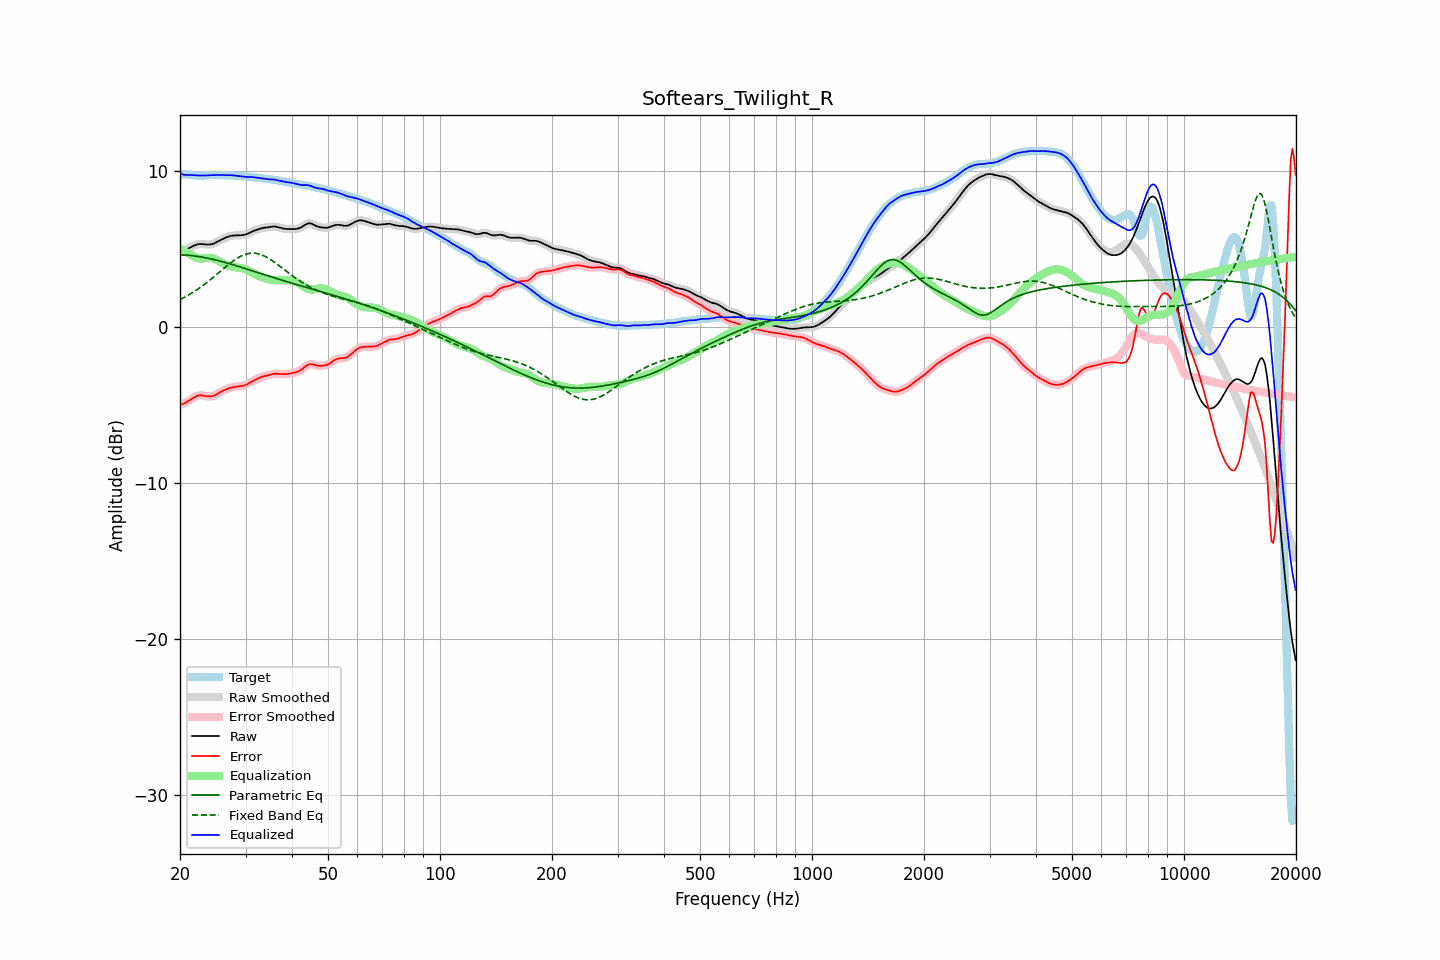 Softears_Twilight_R
10
0
−10
−20
−30
Amplitude (dBr)
Target
Raw Smoothed
Error Smoothed
Raw
Error
Equalization
Parametric Eq
Fixed Band Eq
Equalized
20 50 100 200 500 1000 2000 5000 10000 20000
Frequency (Hz)